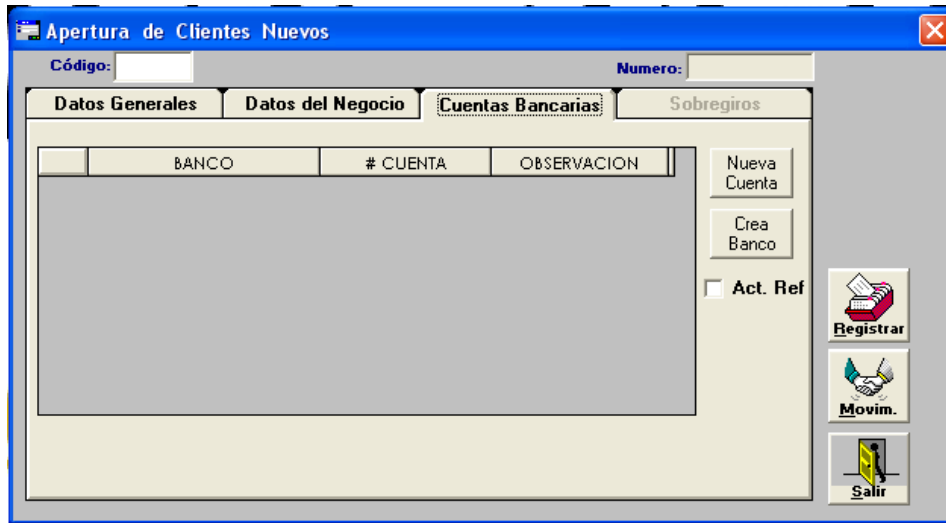 Apertura de Clientes Nuevos
Código:
Numero:
Datos Generales
Datos del Negocio
Cuentas Bancarias
Sobregiros
BANCO
# CUENTA
OBSERVACION
Nueva
Cuenta
Crea
Banco
Act. Ref
Registrar
Movim.
Salir